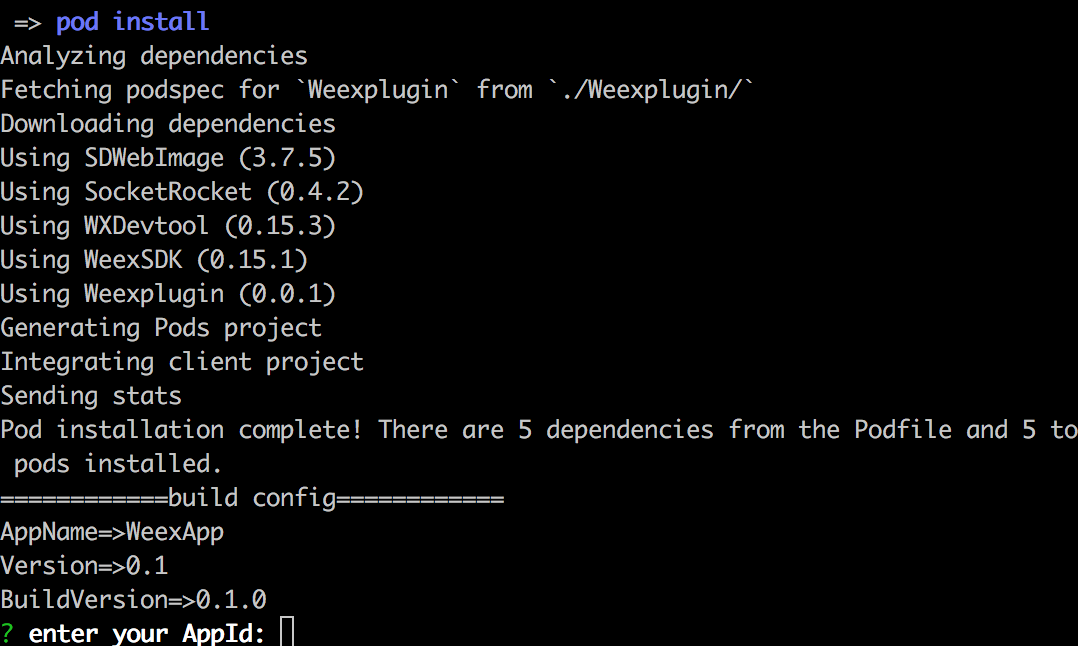 => pod install
Analyzing dependencies
Fetching podspec for `Weexplugin` from `./Weexplugin/`
Downloading dependencies
Using SDWebImage (3.7.5)
Using SocketRocket (0.4.2)
Using WXDevtool (0.15.3)
Using WeexSDK (0.15.1)
Using Weexplugin (0.0.1)
Generating Pods project
Integrating client project
Sending stats
Pod installation complete! There are 5 dependencies from the Podfile and 5 to
pods installed.
============build config============
AppName=>WeexApp
Version=>0.1
BuildVersion=>0.1.0
? enter your AppId: